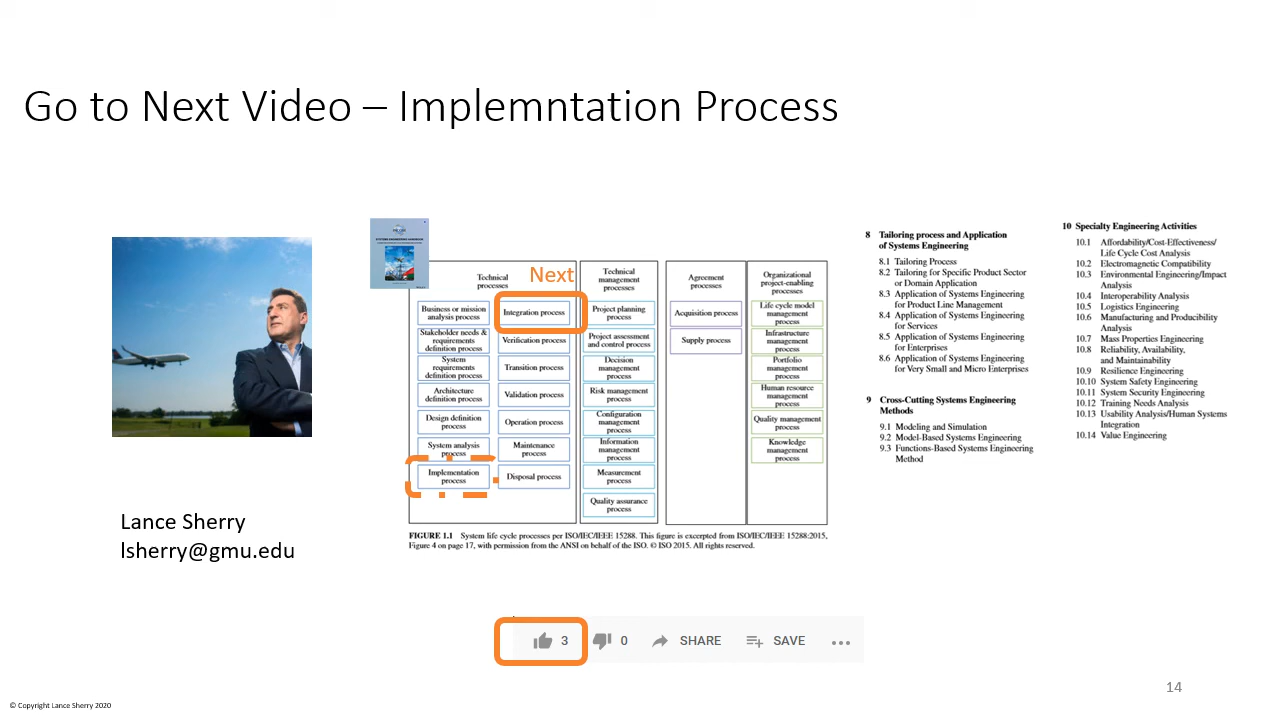 Go to Next Video – Implemntation Process
Lance Sherry
lsherry@gmu.edu
Technical
processes
Next
Business or mission
analysis process
Stakeholder needs &
requirements
definition process
System
requirements
definition process
Architecture
definition process
Design definition
process
System analysis
process
Implementation
process
Integration process
Verification process
Transition process
Validation process
Operation process
Maintenance
process
Disposal process
Technical
management
processes
Project planning
process
Project assessment
and control process
Decision
management
process
Risk management
process
Configuration
management
process
Information
management
process
Measurement
process
Quality assurance
process
Agreement
processes
Acquisition process
Supply process
Organizational
project-enabling
processes
Life cycle model
management
process
Infrastructure
management
process
Portfolio
management
process
Human resource
management
process
Quality management
process
Knowledge
management
process
FIGURE 1.1 System life cycle processes per ISO/IEC/IEEE 15288. This figure is excerpted from ISO/IEC/IEEE 15288:2015,
Figure 4 on page 17, with permission from the ANSI on behalf of the ISO. © ISO 2015. All rights reserved.
8 Tailoring process and Application
of Systems Engineering
8.1 Tailoring Process
8.2 Tailoring for Specific Product Sector
or Domain Application
8.3 Application of Systems Engineering
for Product Line Management
8.4 Application of Systems Engineering
for Services
8.5 Application of Systems Engineering
for Enterprises
8.6 Application of Systems Engineering
for Very Small and Micro Enterprises
9 Cross-Cutting Systems Engineering
Methods
9.1 Modeling and Simulation
9.2 Model-Based Systems Engineering
9.3 Functions-Based Systems Engineering
Method
10 Specialty Engineering Activities
10.1 Affordability/Cost-Effectiveness/
Life Cycle Cost Analysis
10.2 Electromagnetic Compatibility
10.3 Environmental Engineering/Impact
Analysis
10.4 Interoperability Analysis
10.5 Logistics Engineering
10.6 Manufacturing and Producibility
Analysis
10.7 Mass Properties Engineering
10.8 Reliability, Availability,
and Maintainability
10.9 Resilience Engineering
10.10 System Safety Engineering
10.11 System Security Engineering
10.12 Training Needs Analysis
10.13 Usability Analysis/Human Systems
Integration
10.14 Value Engineering
3 0 SHARE SAVE ...
14
© Copyright Lance Sherry 2020